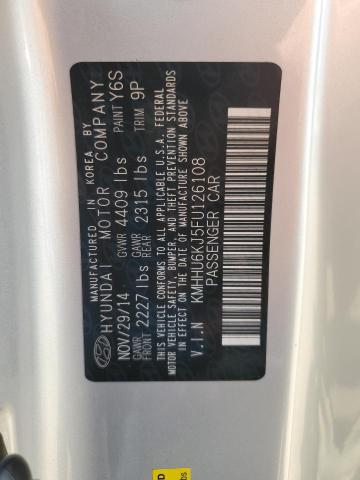 MANUFACTURED IN KOREA BY
HYUNDAI MOTOR COMPANY
NOV/29/14 GVWR 4409 lbs PAINT Y6S
GAWR FRONT 2227 lbs GAWR REAR 2315 lbs TRIM 9P
THIS VEHICLE CONFORMS TO ALL APPLICABLE U.S.A. FEDERAL
MOTOR VEHICLE SAFETY, BUMPER, AND THEFT PREVENTION STANDARDS
IN EFFECT ON THE DATE OF MANUFACTURE SHOWN ABOVE.
V.I.N KMHHU6KJ5FU126108
PASSENGER CAR